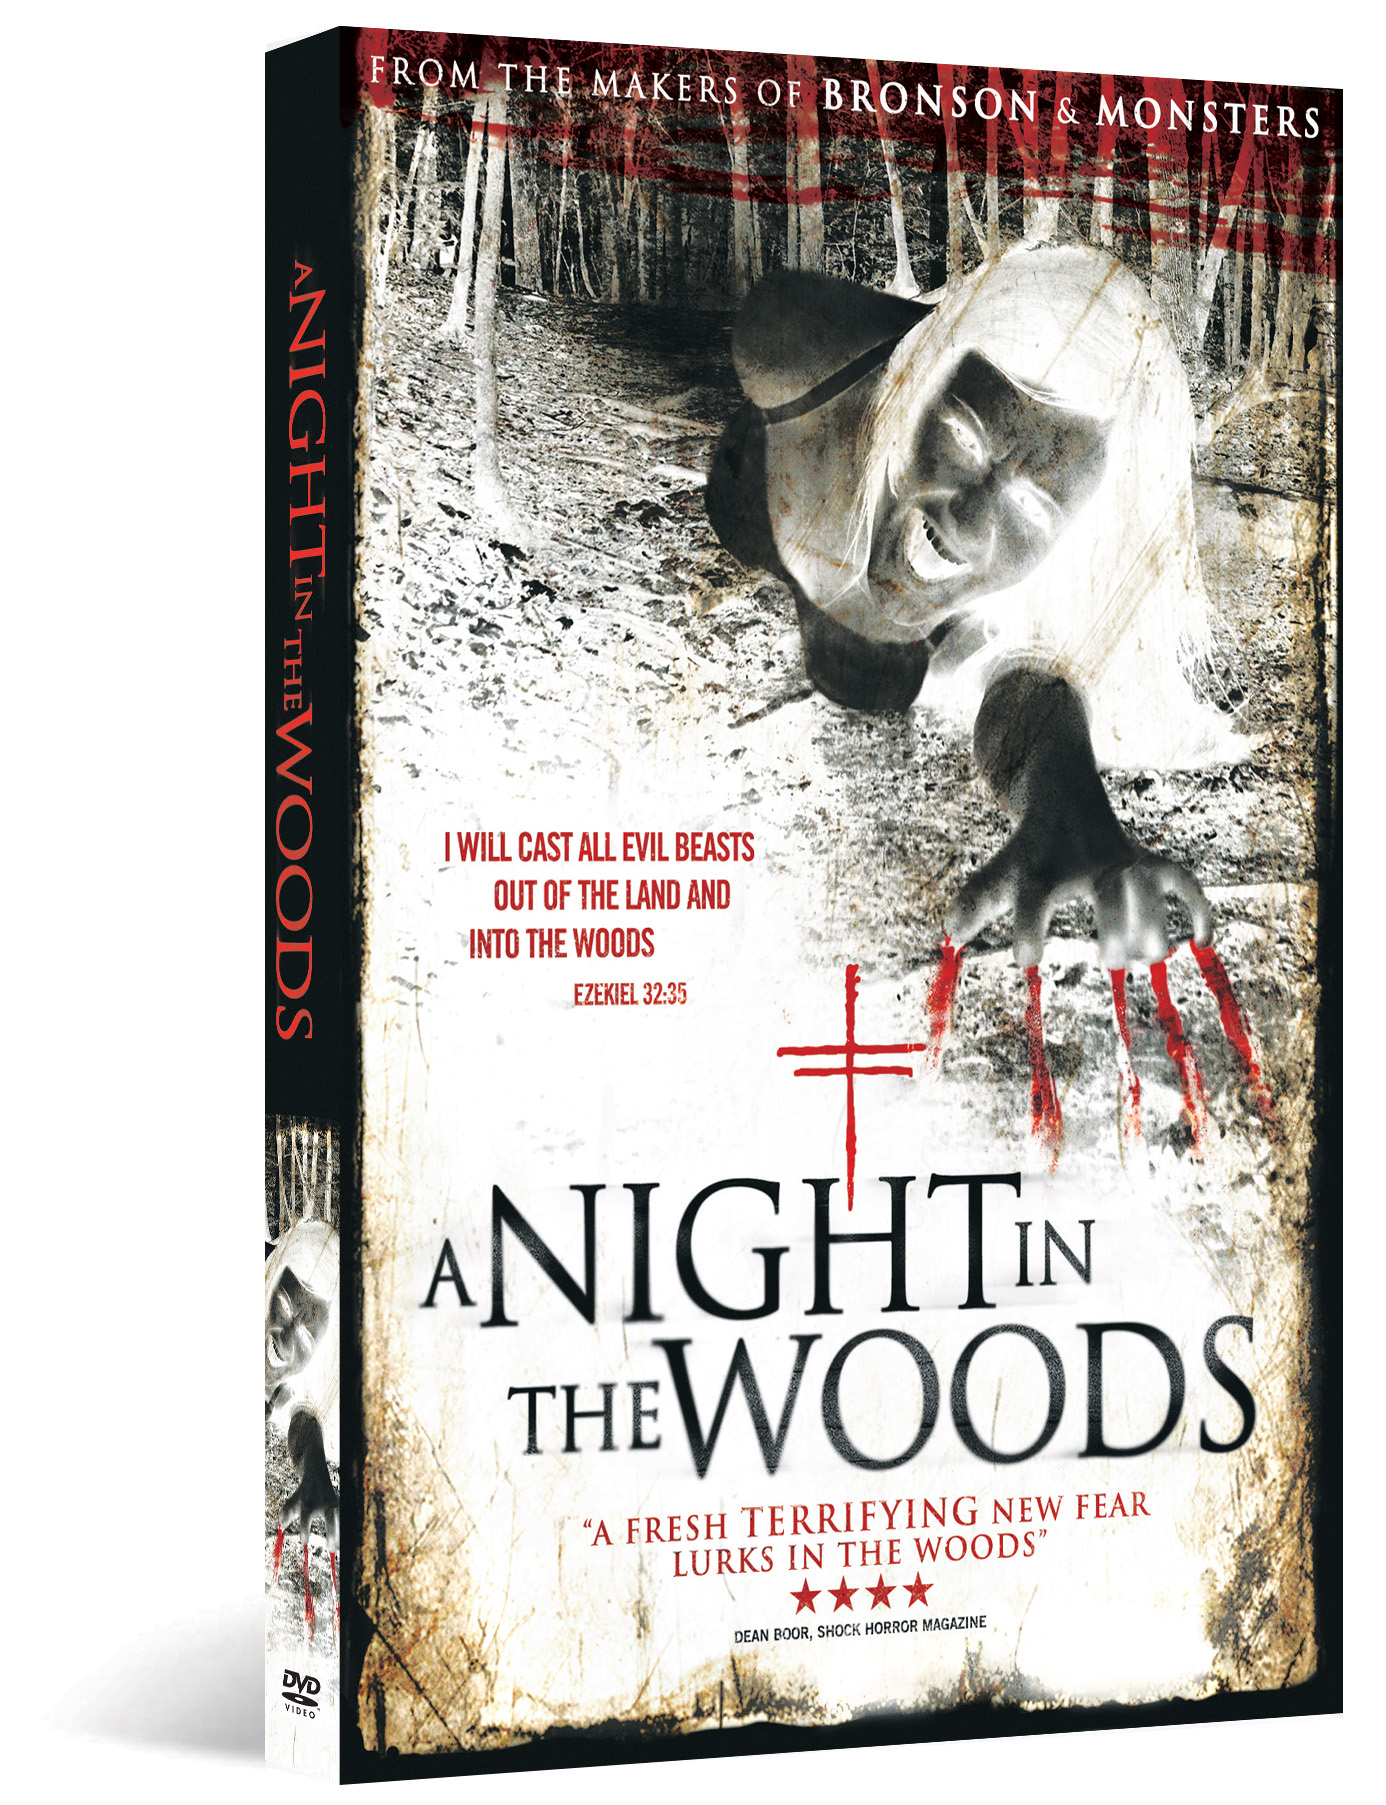 FROM THE MAKERS OF BRONSON & MONSTERS
A NIGHT IN THE WOODS
I WILL CAST ALL EVIL BEASTS
OUT OF THE LAND AND
INTO THE WOODS
EZEKIEL 32:35
A NIGHT IN
THE WOODS
“A FRESH TERRIFYING NEW FEAR
LURKS IN THE WOODS”
DEAN BOOR, SHOCK HORROR MAGAZINE
DVD
VIDEO